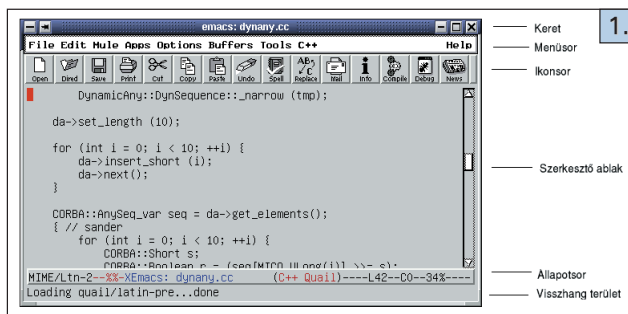 emacs: dynany.cc
1.
Keret
File Edit Mule Apps Options Buffers Tools C++ Help
Menüsor
Open Dired Save Print Cut Copy Paste Undo Spell Replace Mail Info Compile Debug News
Ikonsor
DynamicAny::DynSequence::_narrow (tmp);
da->set_length (10);
for (int i = 0; i < 10; ++i) {
da->insert_short (i);
da->next();
}
Szerkesztő ablak
CORBA::AnySeq_var seq = da->get_elements();
{ // sander
for (int i = 0; i < 10; ++i) {
CORBA::Short s;
CORBA::Boolean r = (seq[MICO_ULong(i)] >>= s);
MIME/Ltn-2--%%-XEmacs: dynany.cc (C++ Quail)----L42--C0--34%----
Állapotsor
Loading quail/latin-pre...done
Visszhang terület